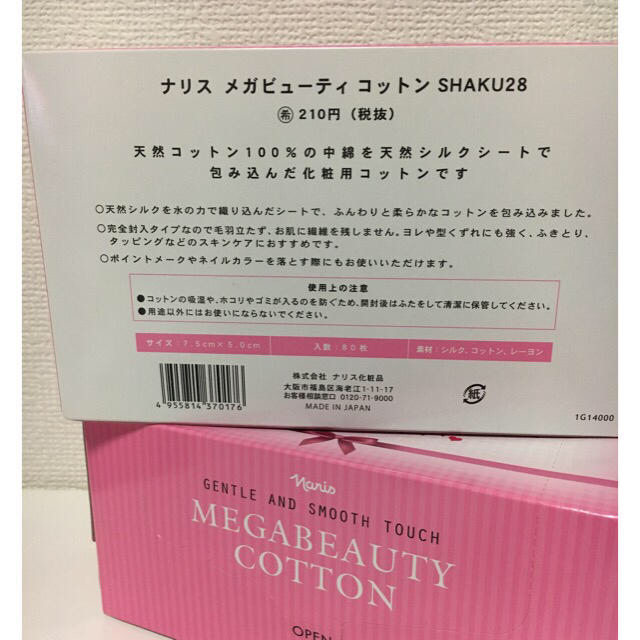 ナリス メガビューティ コットン SHAKU28
希 210円（税抜）
天然コットン100%の中綿を天然シルクシートで
包み込んだ化粧用コットンです
○天然シルクを水の力で織り込んだシートで、ふんわりと柔らかなコットンを包み込みました。
○完全封入タイプなので毛羽立たず、お肌に繊維を残しません。ヨレや型くずれにも強く、ふきとり、
タッピングなどのスキンケアにおすすめです。
○ポイントメークやネイルカラーを落とす際にもお使いいただけます。
使用上の注意
●コットンの吸湿や、ホコリやゴミが入るのを防ぐため、開封後はふたをして清潔に保管してください。
●用途以外にはお使いにならないでください。
サイズ：7.5cm×5.0cm 入数：80枚 素材：シルク、コットン、レーヨン
4 955814 370176
株式会社 ナリス化粧品
大阪市福島区海老江1-11-17
お客様相談窓口 0120-71-9000
MADE IN JAPAN
紙
1G14000
Naris
GENTLE AND SMOOTH TOUCH
MEGABEAUTY
COTTON
OPEN